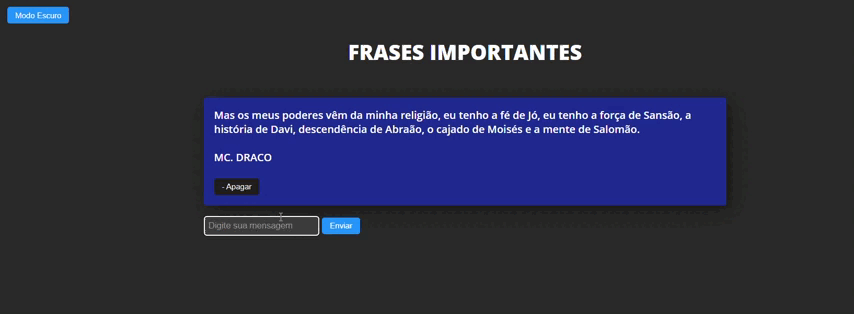 Modo Escuro
FRASES IMPORTANTES
Mas os meus poderes vêm da minha religião, eu tenho a fé de Jó, eu tenho a força de Sansão, a
história de Davi, descendência de Abraão, o cajado de Moisés e a mente de Salomão.
MC. DRACO
- Apagar
Digite sua mensagem
Enviar